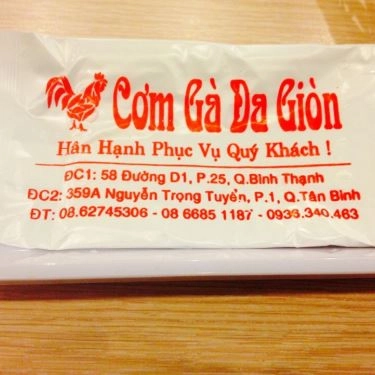 Cơm Gà Da Giòn
Hân Hạnh Phục Vụ Quý Khách !
ĐC1: 58 Đường D1, P.25, Q.Bình Thạnh
ĐC2: 359A Nguyễn Trọng Tuyển, P.1, Q.Tân Bình
ĐT: 08.62745306 - 08 6685 1187 - 0936.340.463